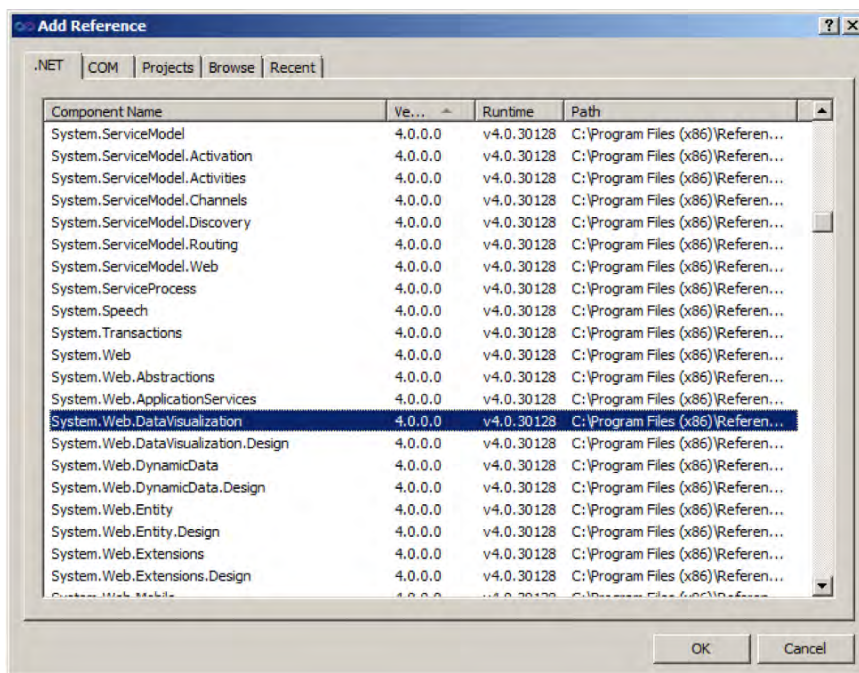 Add Reference
.NET COM Projects Browse Recent
Component Name Ve... Runtime Path
System.ServiceModel 4.0.0.0 v4.0.30128 C:\Program Files (x86)\Referen...
System.ServiceModel.Activation 4.0.0.0 v4.0.30128 C:\Program Files (x86)\Referen...
System.ServiceModel.Activities 4.0.0.0 v4.0.30128 C:\Program Files (x86)\Referen...
System.ServiceModel.Channels 4.0.0.0 v4.0.30128 C:\Program Files (x86)\Referen...
System.ServiceModel.Discovery 4.0.0.0 v4.0.30128 C:\Program Files (x86)\Referen...
System.ServiceModel.Routing 4.0.0.0 v4.0.30128 C:\Program Files (x86)\Referen...
System.ServiceModel.Web 4.0.0.0 v4.0.30128 C:\Program Files (x86)\Referen...
System.ServiceProcess 4.0.0.0 v4.0.30128 C:\Program Files (x86)\Referen...
System.Speech 4.0.0.0 v4.0.30128 C:\Program Files (x86)\Referen...
System.Transactions 4.0.0.0 v4.0.30128 C:\Program Files (x86)\Referen...
System.Web 4.0.0.0 v4.0.30128 C:\Program Files (x86)\Referen...
System.Web.Abstractions 4.0.0.0 v4.0.30128 C:\Program Files (x86)\Referen...
System.Web.ApplicationServices 4.0.0.0 v4.0.30128 C:\Program Files (x86)\Referen...
System.Web.DataVisualization 4.0.0.0 v4.0.30128 C:\Program Files (x86)\Referen...
System.Web.DataVisualization.Design 4.0.0.0 v4.0.30128 C:\Program Files (x86)\Referen...
System.Web.DynamicData 4.0.0.0 v4.0.30128 C:\Program Files (x86)\Referen...
System.Web.DynamicData.Design 4.0.0.0 v4.0.30128 C:\Program Files (x86)\Referen...
System.Web.Entity 4.0.0.0 v4.0.30128 C:\Program Files (x86)\Referen...
System.Web.Entity.Design 4.0.0.0 v4.0.30128 C:\Program Files (x86)\Referen...
System.Web.Extensions 4.0.0.0 v4.0.30128 C:\Program Files (x86)\Referen...
System.Web.Extensions.Design 4.0.0.0 v4.0.30128 C:\Program Files (x86)\Referen...
OK Cancel